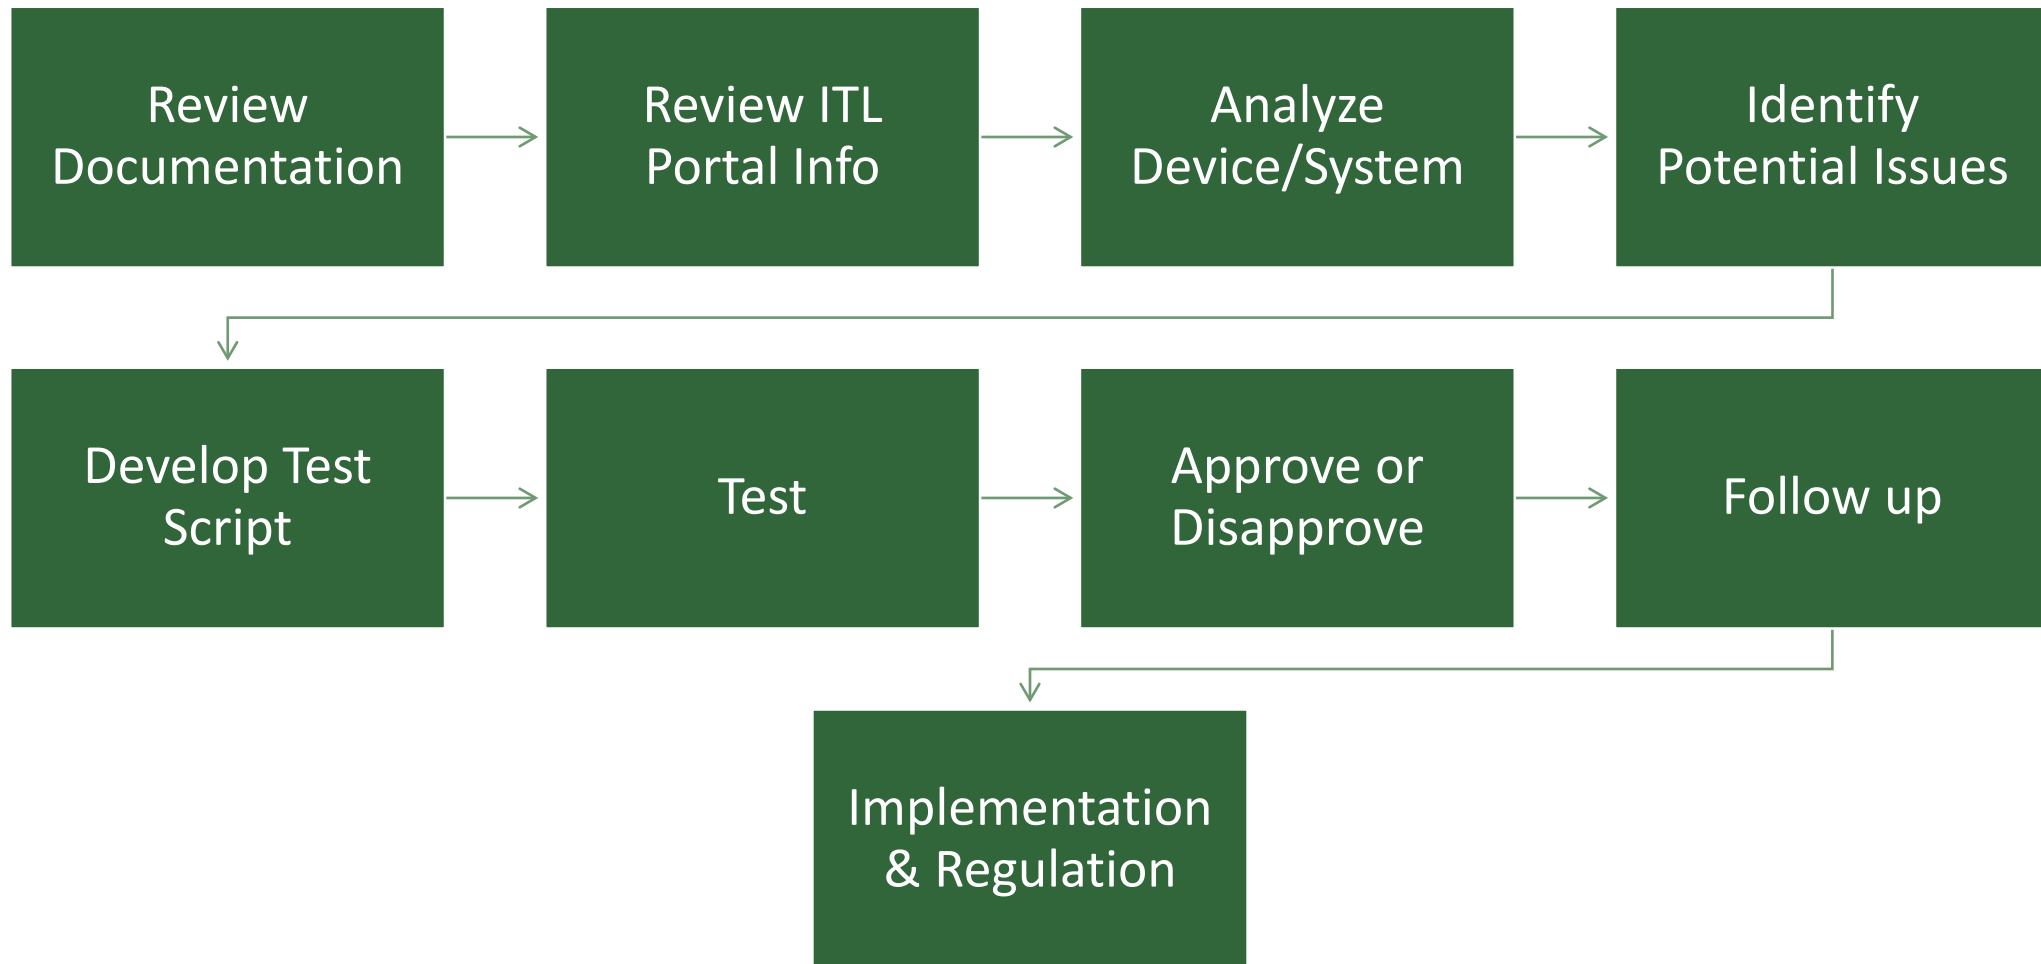 Review
Documentation
Review ITL
Portal Info
Analyze
Device/System
Identify
Potential Issues
Develop Test
Script
Test
Approve or
Disapprove
Follow up
Implementation
& Regulation